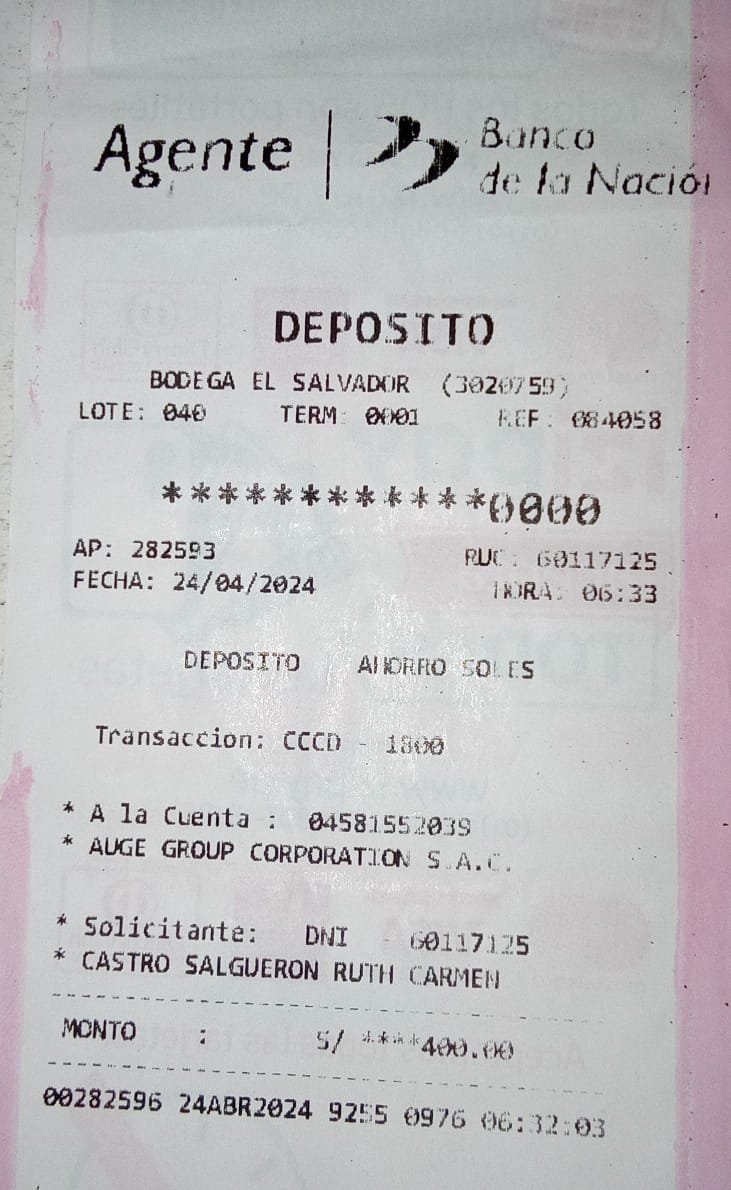 Agente | Banco
de la Nación
DEPOSITO
BODEGA EL SALVADOR (3020759)
LOTE: 040 TERM: 0001 REF: 084058
************0000
AP: 282593 RUC: 60117125
FECHA: 24/04/2024 HORA: 06:33
DEPOSITO AHORRO SOLES
Transaccion: CCCD - 1800
* A la Cuenta : 04581552039
* AUGE GROUP CORPORATION S.A.C.
* Solicitante: DNI - 60117125
* CASTRO SALGUERON RUTH CARMEN
MONTO : S/ ****400.00
00282596 24ABR2024 9255 0976 06:32:03